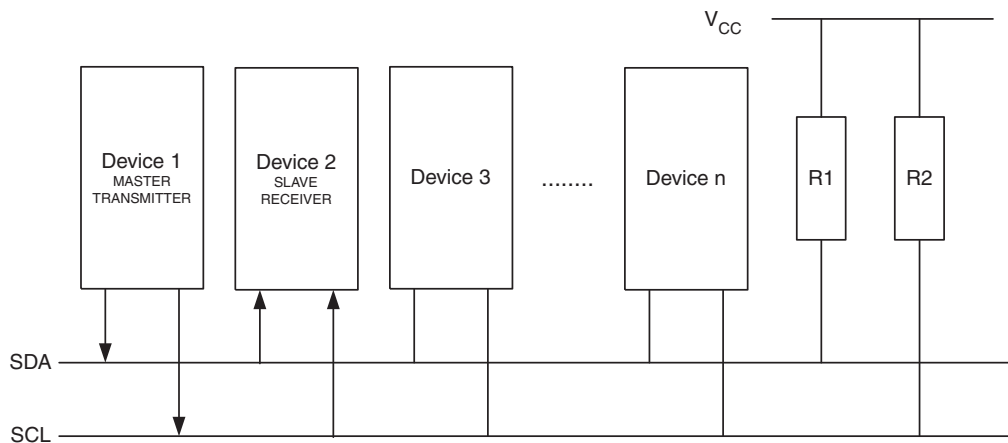 V_CC
Device 1
MASTER
TRANSMITTER
Device 2
SLAVE
RECEIVER
Device 3
........
Device n
R1
R2
SDA
SCL